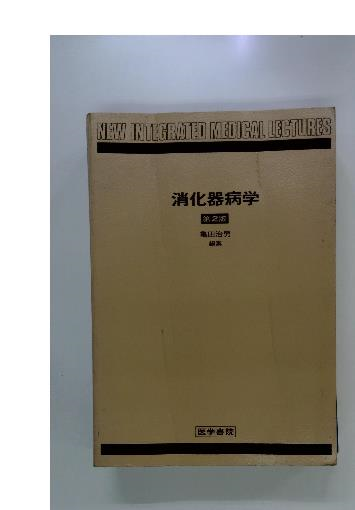 NEW INTEGRATED MEDICAL LECTURES
消化器病学
第2版
亀田治男
編集
医学書院